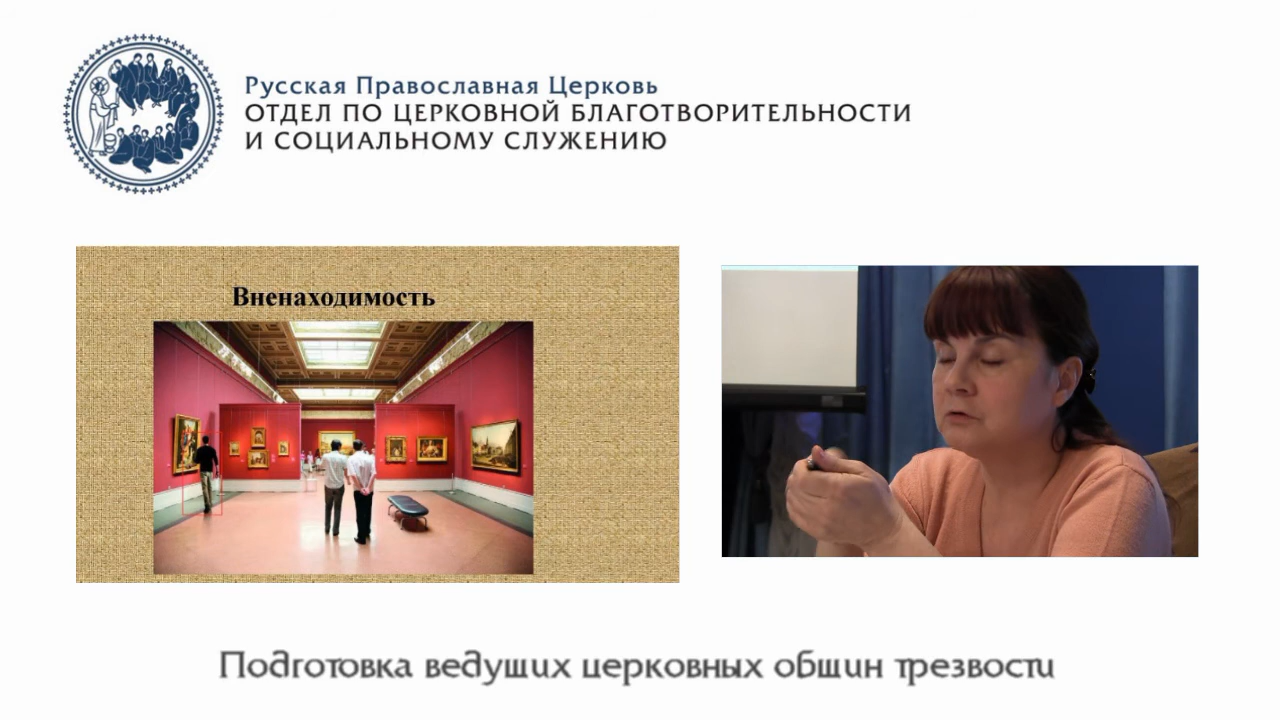 Русская Православная Церковь
ОТДЕЛ ПО ЦЕРКОВНОЙ БЛАГОТВОРИТЕЛЬНОСТИ
И СОЦИАЛЬНОМУ СЛУЖЕНИЮ
Вненаходимость
Подготовка ведущих церковных общин трезвости